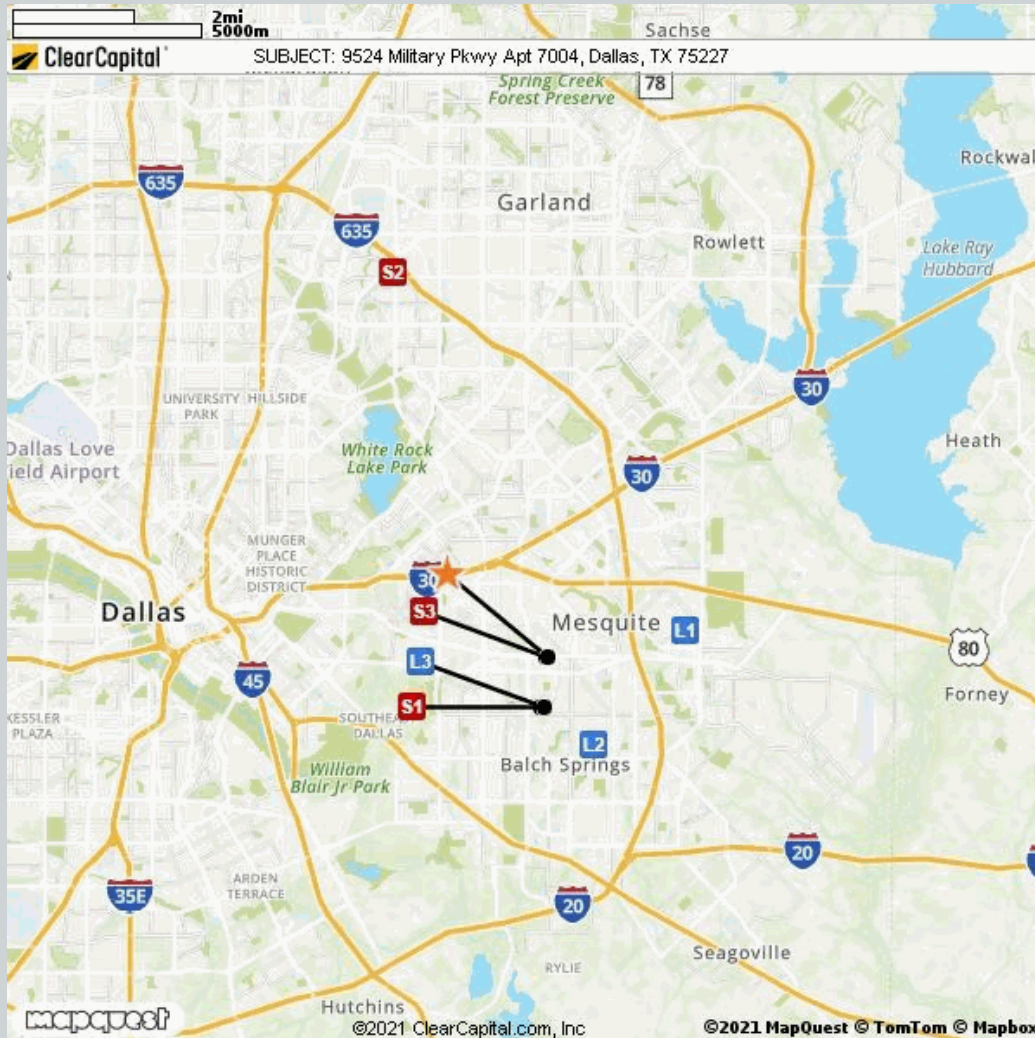 2mi
5000m
ClearCapital
SUBJECT: 9524 Military Pkwy Apt 7004, Dallas, TX 75227
Sachse
Spring Creek
Forest Preserve
78
Rockwal
635
Garland
635
Rowlett
Lake Ray
Hubbard
S2
30
UNIVERSITY
PARK
HILLSIDE
Dallas Love
ield Airport
White Rock
Lake Park
Heath
30
MUNGER
PLACE
HISTORIC
DISTRICT
30
Dallas
S3
Mesquite
L1
80
L3
45
Forney
KESSLER
PLAZA
S1
SOUTHEA
DALLAS
L2
Balch Springs
William
Blair Jr Park
20
ARDEN
TERRACE
35E
20
Seagoville
RYLIE
Hutchins
mapquest
©2021 ClearCapital.com, Inc
©2021 MapQuest © TomTom © Mapbox